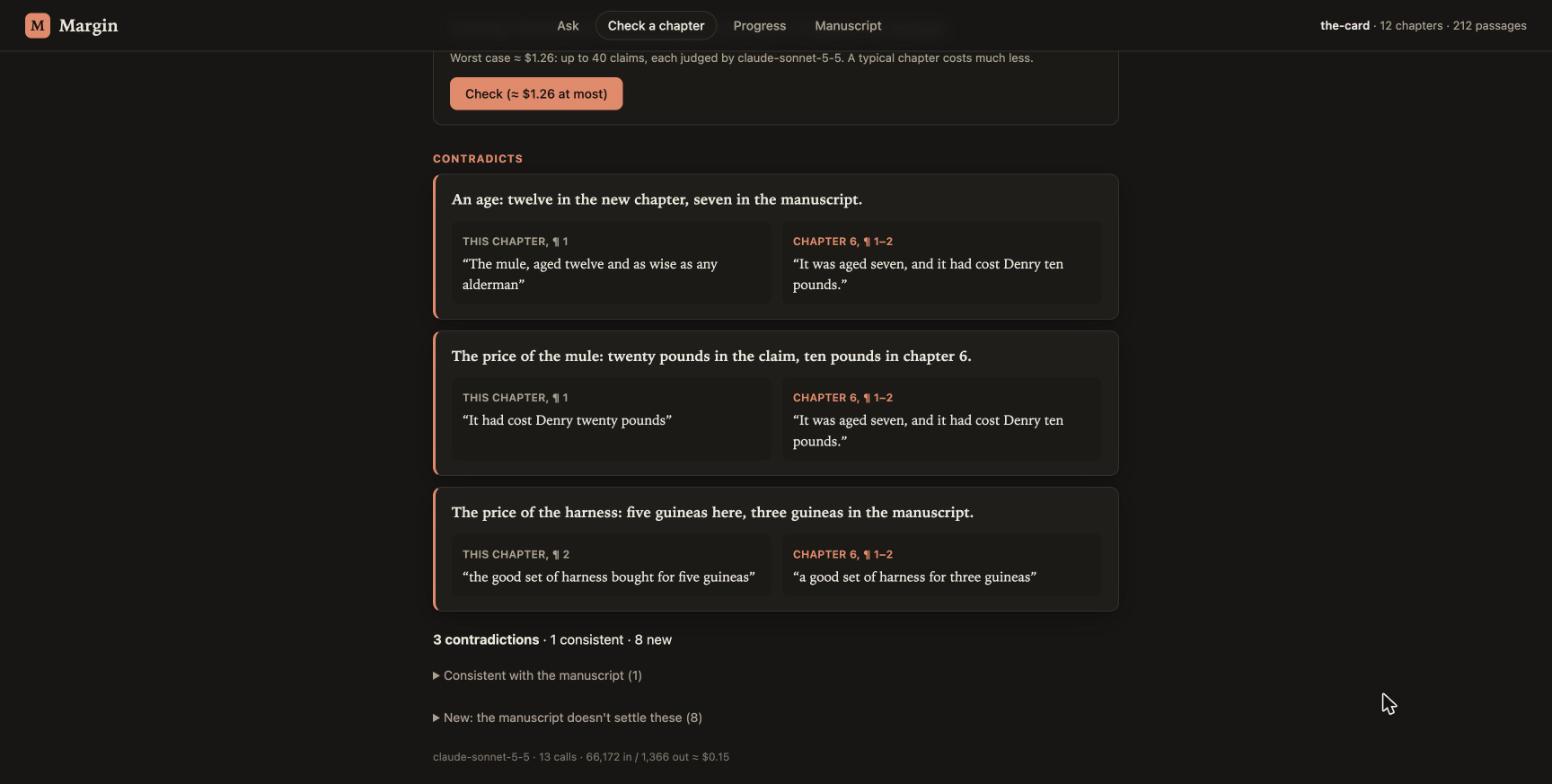 M Margin
Ask Check a chapter Progress Manuscript
the-card · 12 chapters · 212 passages
Worst case ≈ $1.26: up to 40 claims, each judged by claude-sonnet-5-5. A typical chapter costs much less.
Check (≈ $1.26 at most)
CONTRADICTS
An age: twelve in the new chapter, seven in the manuscript.
THIS CHAPTER, ¶ 1
“The mule, aged twelve and as wise as any
alderman”
CHAPTER 6, ¶ 1–2
“It was aged seven, and it had cost Denry ten
pounds.”
The price of the mule: twenty pounds in the claim, ten pounds in chapter 6.
THIS CHAPTER, ¶ 1
“It had cost Denry twenty pounds”
CHAPTER 6, ¶ 1–2
“It was aged seven, and it had cost Denry ten
pounds.”
The price of the harness: five guineas here, three guineas in the manuscript.
THIS CHAPTER, ¶ 2
“the good set of harness bought for five guineas”
CHAPTER 6, ¶ 1–2
“a good set of harness for three guineas”
3 contradictions · 1 consistent · 8 new
▶ Consistent with the manuscript (1)
▶ New: the manuscript doesn't settle these (8)
claude-sonnet-5-5 · 13 calls · 66,172 in / 1,366 out ≈ $0.15